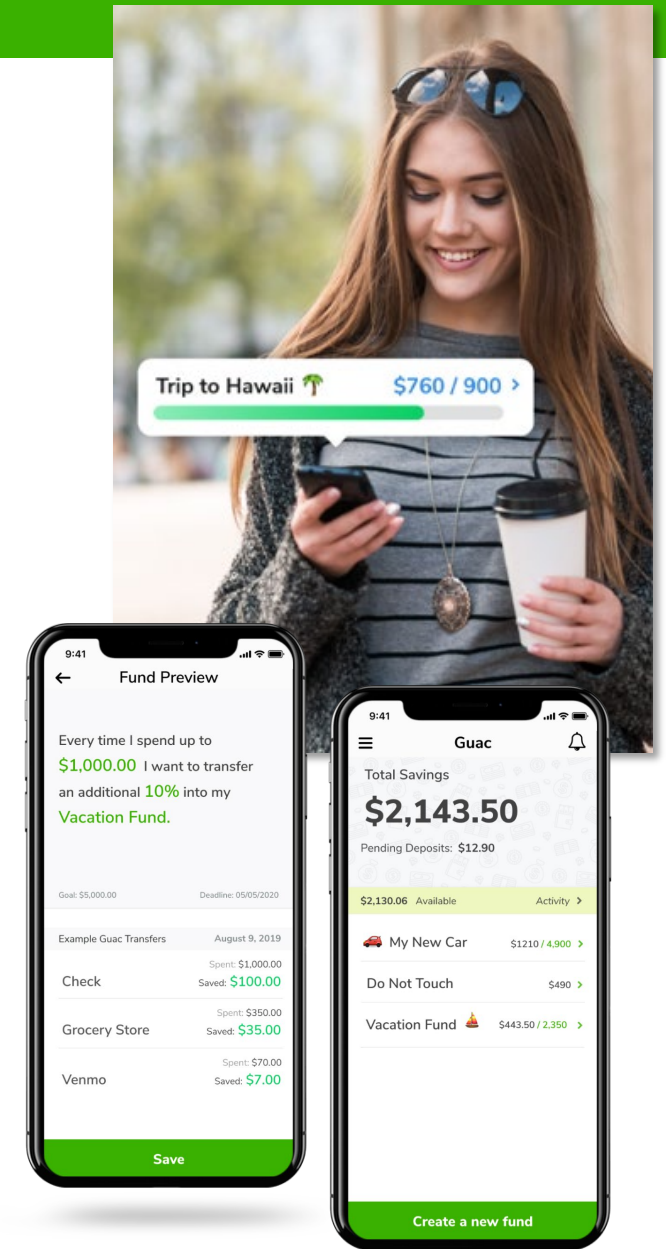 Trip to Hawaii 🌴 $760 / 900 >
9:41
Fund Preview
Every time I spend up to
$1,000.00 I want to transfer
an additional 10% into my
Vacation Fund.
Goal: $5,000.00 Deadline: 05/05/2020
Example Guac Transfers August 9, 2019
Spent: $1,000.00
Check Saved: $100.00
Spent: $350.00
Grocery Store Saved: $35.00
Spent: $70.00
Venmo Saved: $7.00
Save
9:41
Guac
Total Savings
$2,143.50
Pending Deposits: $12.90
$2,130.06 Available Activity >
🚗 My New Car $1210 / 4,900 >
Do Not Touch $490 >
Vacation Fund ⛵ $443.50 / 2,350 >
Create a new fund